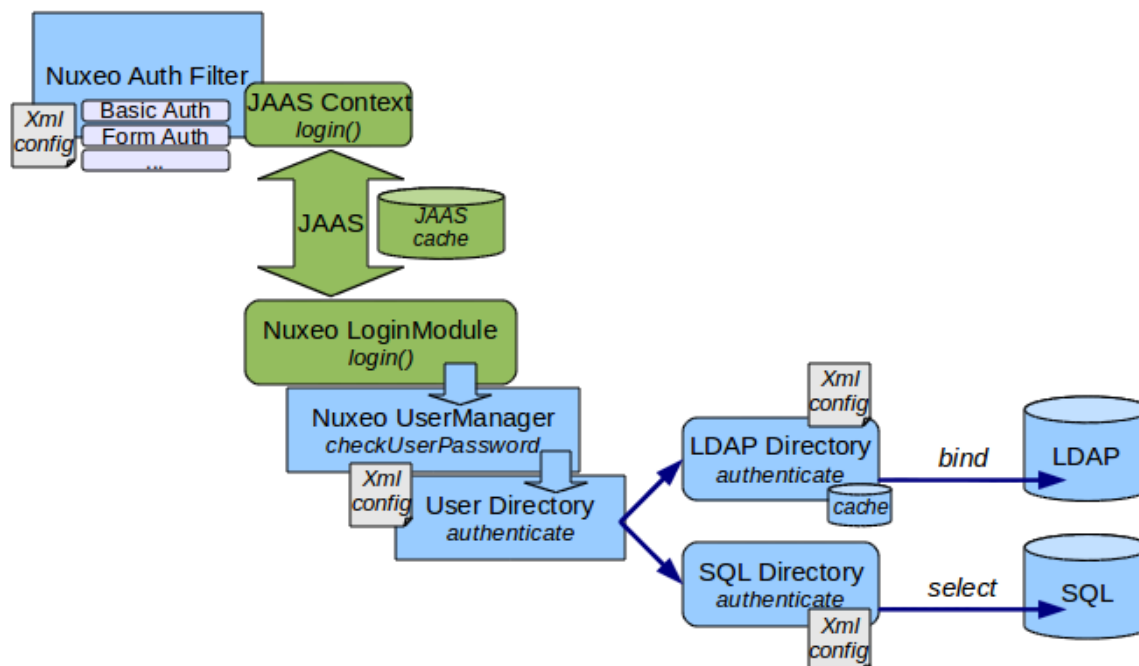 Nuxeo Auth Filter
Xml
config
Basic Auth
Form Auth
...
JAAS Context
login()
JAAS
JAAS
cache
Nuxeo LoginModule
login()
Nuxeo UserManager
checkUserPassword
Xml
config
User Directory
authenticate
Xml
config
LDAP Directory
authenticate
cache
bind
LDAP
SQL Directory
authenticate
Xml
config
select
SQL